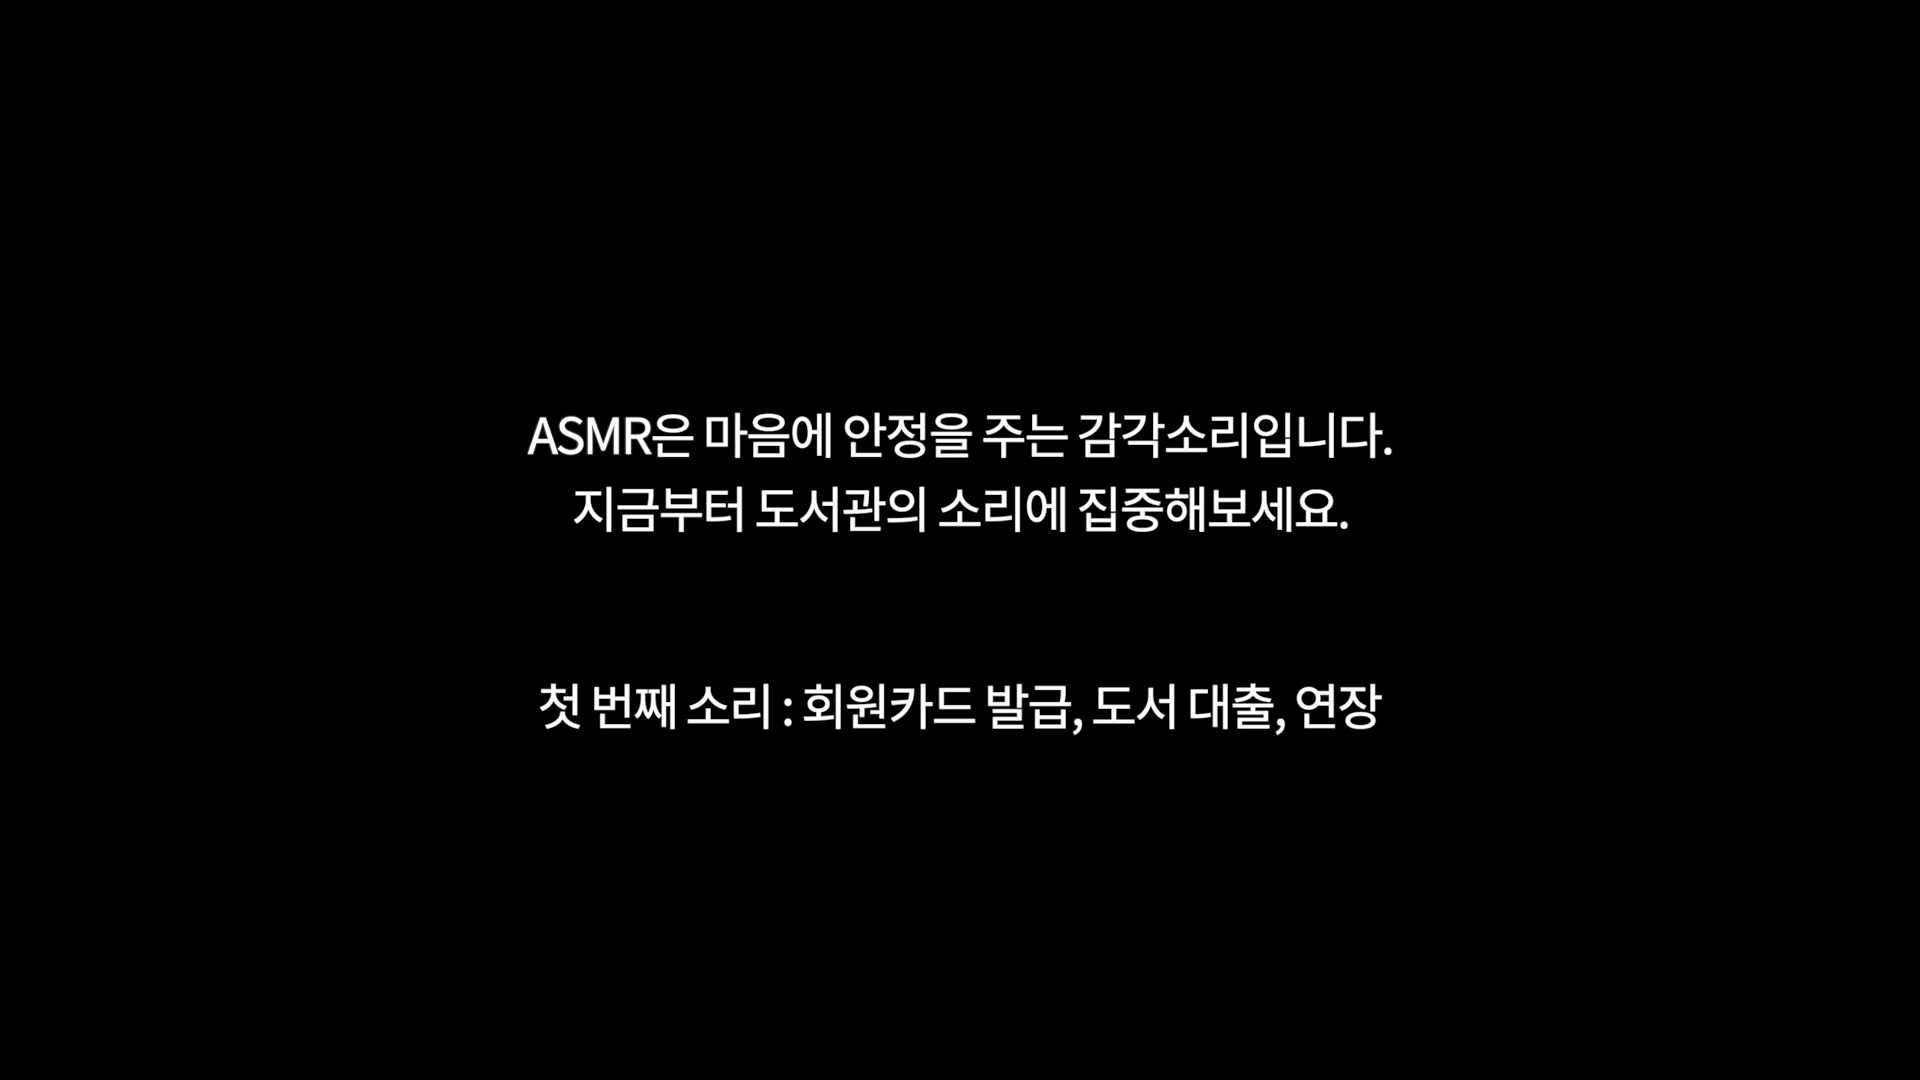 ASMR은 마음에 안정을 주는 감각소리입니다.
지금부터 도서관의 소리에 집중해보세요.
첫 번째 소리 : 회원카드 발급, 도서 대출, 연장